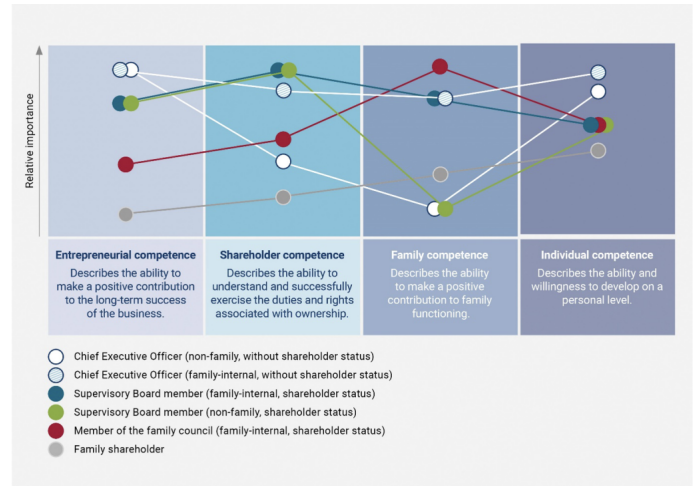 Relative importance
Entrepreneurial competence
Describes the ability to
make a positive contribution
to the long-term success
of the business.
Shareholder competence
Describes the ability to
understand and successfully
exercise the duties and rights
associated with ownership.
Family competence
Describes the ability
to make a positive
contribution to family
functioning.
Individual competence
Describes the ability and
willingness to develop on a
personal level.
Chief Executive Officer (non-family, without shareholder status)
Chief Executive Officer (family-internal, without shareholder status)
Supervisory Board member (family-internal, shareholder status)
Supervisory Board member (non-family, shareholder status)
Member of the family council (family-internal, shareholder status)
Family shareholder